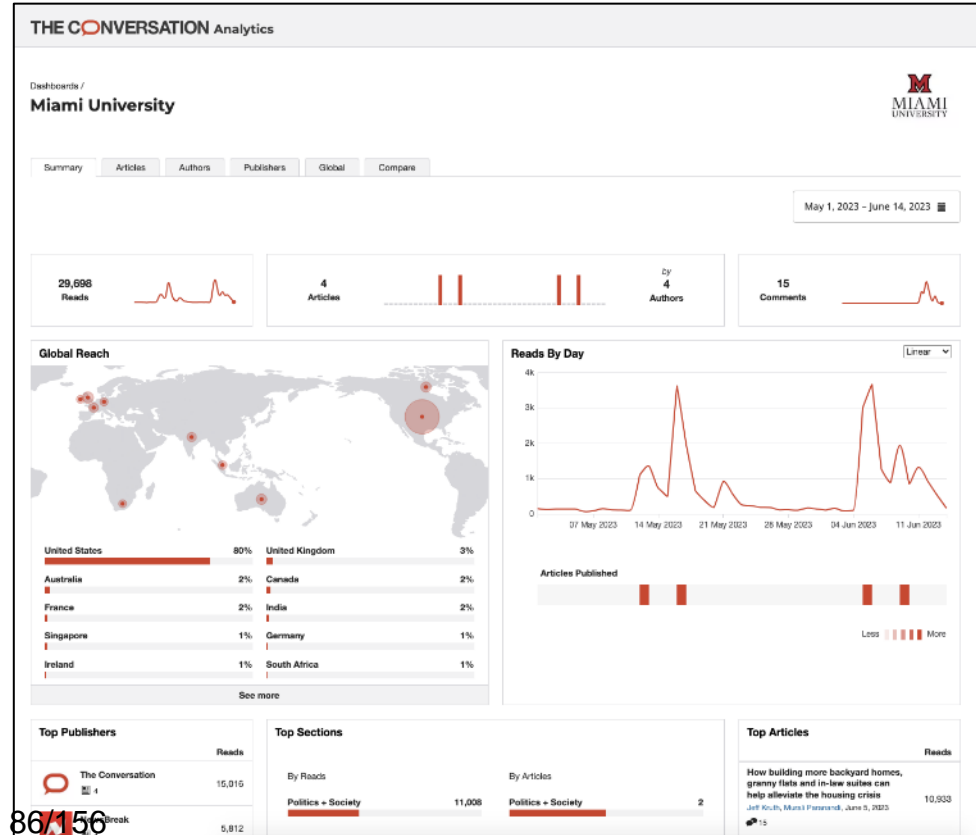 THE CONVERSATION Analytics
Dashboards /
Miami University
M
MIAMI
UNIVERSITY
Summary
Articles
Authors
Publishers
Global
Compare
May 1, 2023 – June 14, 2023
29,698
Reads
4
Articles
by
4
Authors
15
Comments
Global Reach
United States 80%
United Kingdom 3%
Australia 2%
Canada 2%
France 2%
India 2%
Singapore 1%
Germany 1%
Ireland 1%
South Africa 1%
See more
Reads By Day
Linear
4k
3k
2k
1k
0
07 May 2023
14 May 2023
21 May 2023
28 May 2023
04 Jun 2023
11 Jun 2023
Articles Published
Less
More
Top Publishers
Reads
The Conversation
4
15,016
NewsBreak
5,812
Top Sections
By Reads
Politics + Society 11,008
By Articles
Politics + Society 2
Top Articles
Reads
How building more backyard homes,
granny flats and in-law suites can
help alleviate the housing crisis
10,933
Jeff Kruth, Murali Paranandi, June 5, 2023
15
86/156